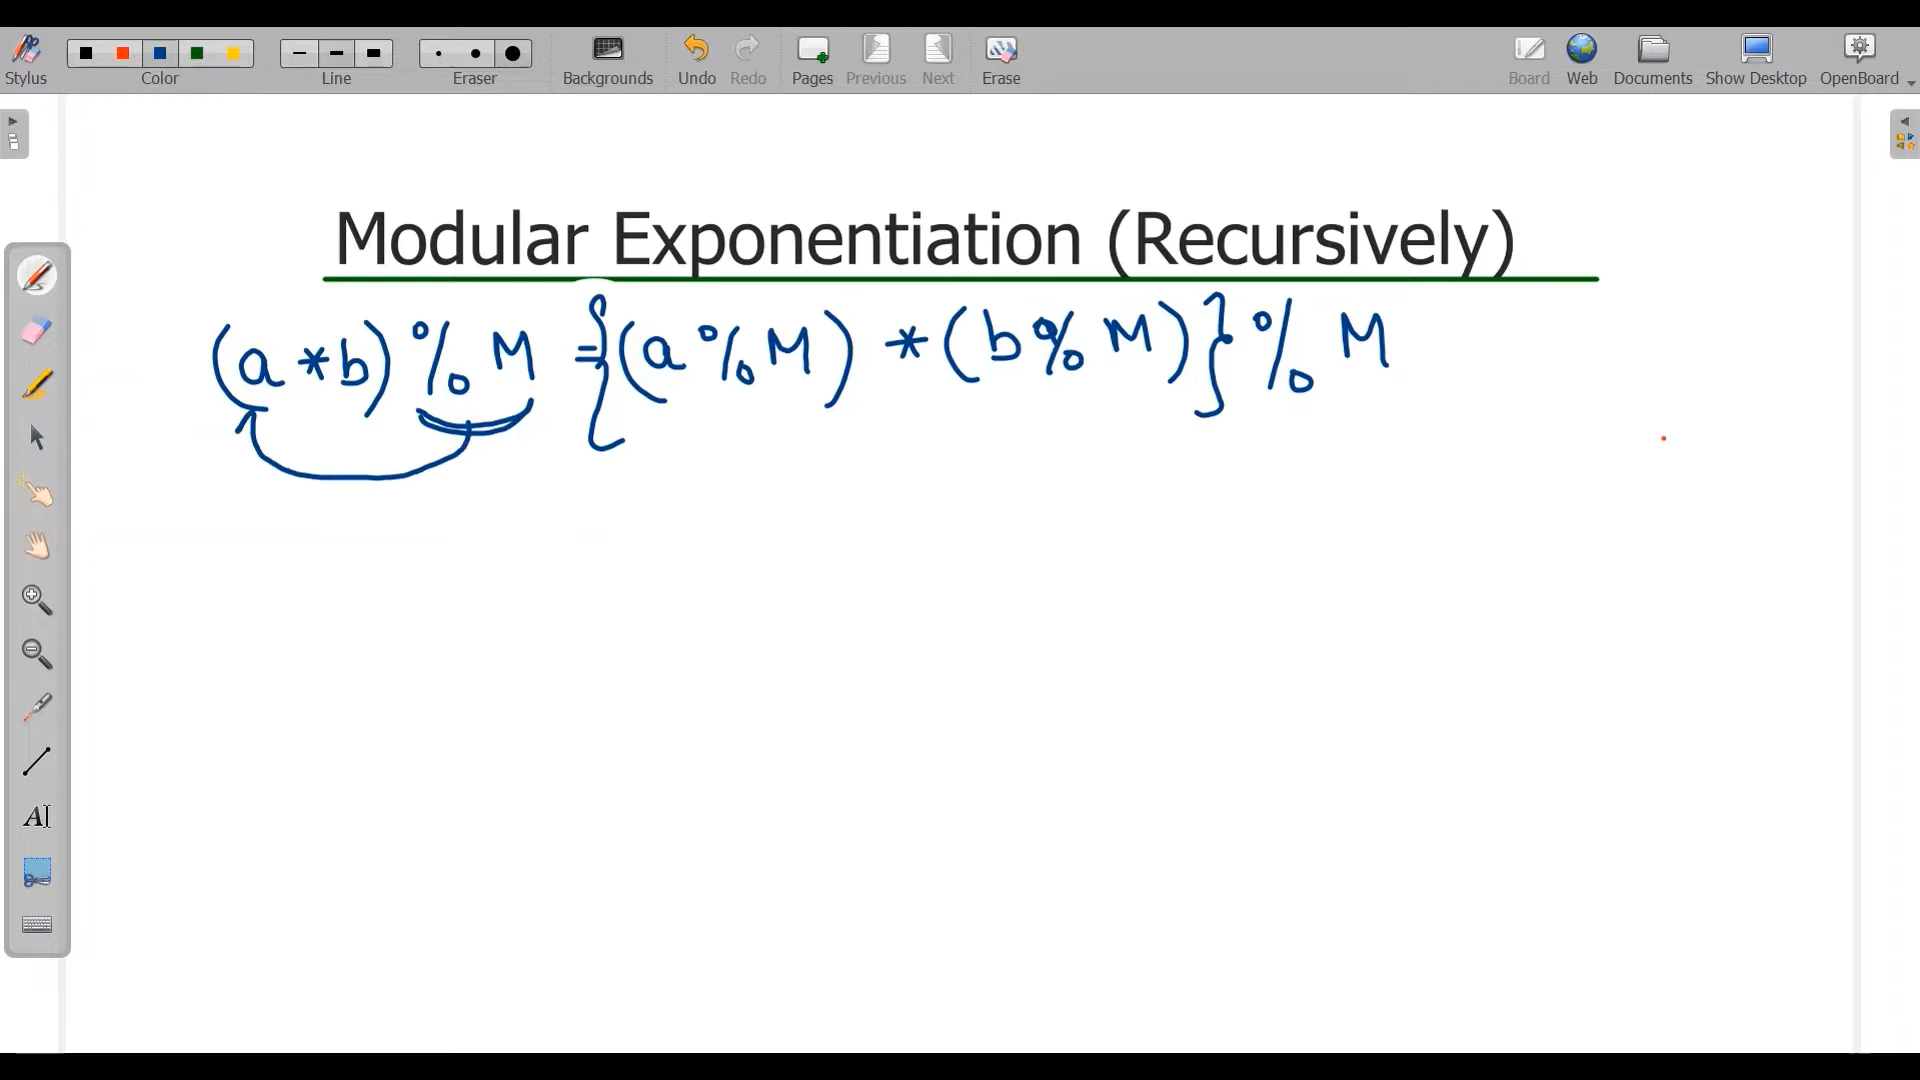 Stylus Color Line Eraser Backgrounds Undo Redo Pages Previous Next Erase Board Web Documents Show Desktop OpenBoard
Modular Exponentiation (Recursively)
(a * b) % M = {(a % M) * (b % M)} % M
AI